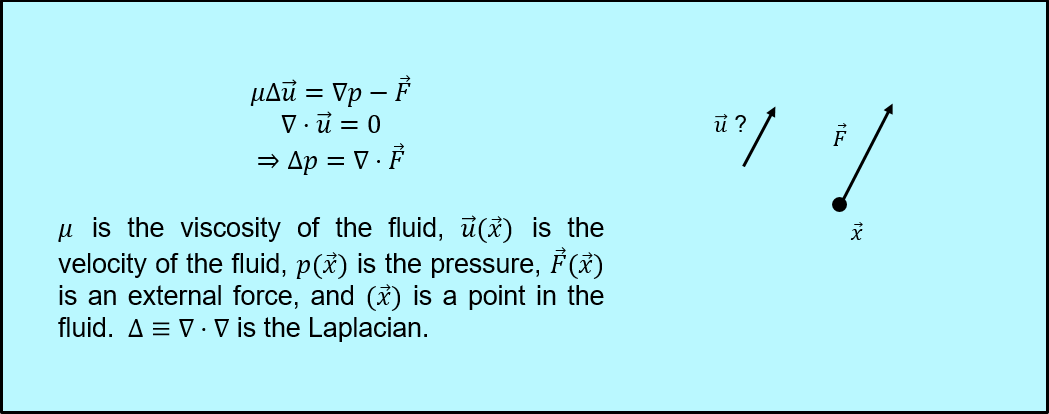 μΔu⃗ = ∇p − F⃗
∇ · u⃗ = 0
⇒ Δp = ∇ · F⃗
μ is the viscosity of the fluid, u⃗(x⃗) is the
velocity of the fluid, p(x⃗) is the pressure, F⃗(x⃗)
is an external force, and (x⃗) is a point in the
fluid. Δ ≡ ∇ · ∇ is the Laplacian.
u⃗ ?
F⃗
x⃗